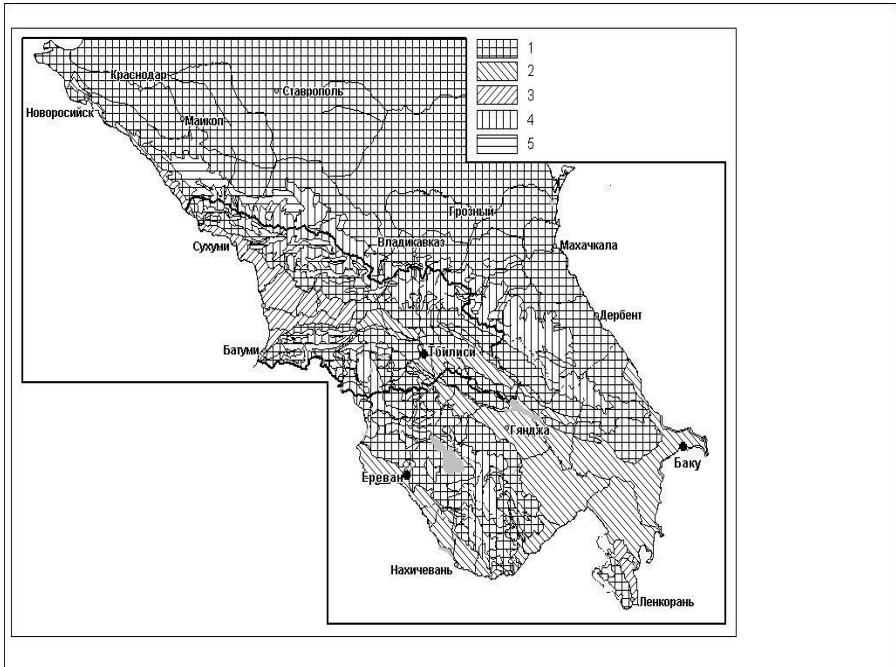 1
2
3
4
5
Краснодар
Ставрополь
Новоросийск
Майкоп
Грозный
Сухуми
Владикавказ
Махачкала
Дербент
Батуми
Тбилиси
Гянджа
Баку
Ереван
Нахичевань
Ленкорань